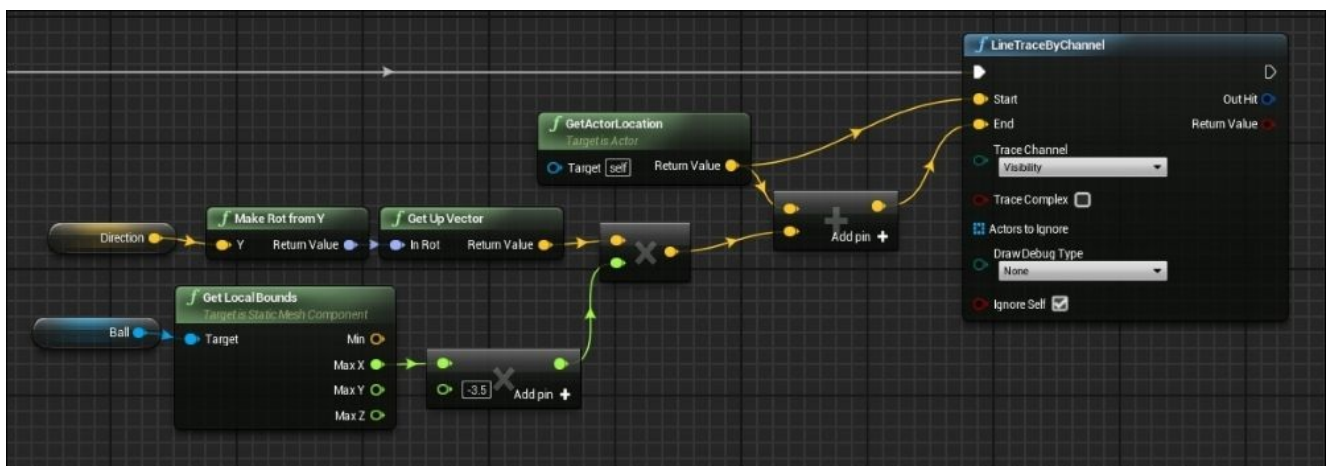 LineTraceByChannel
Start
Out Hit
End
Return Value
Trace Channel
Visibility
Trace Complex
Actors to Ignore
Draw Debug Type
None
Ignore Self
GetActorLocation
Target is Actor
Target self Return Value
Add pin
Direction
Make Rot from Y
Y Return Value
Get Up Vector
In Rot Return Value
Ball
Get Local Bounds
Target is Static Mesh Component
Target Min
Max X
Max Y
Max Z
-3.5
Add pin